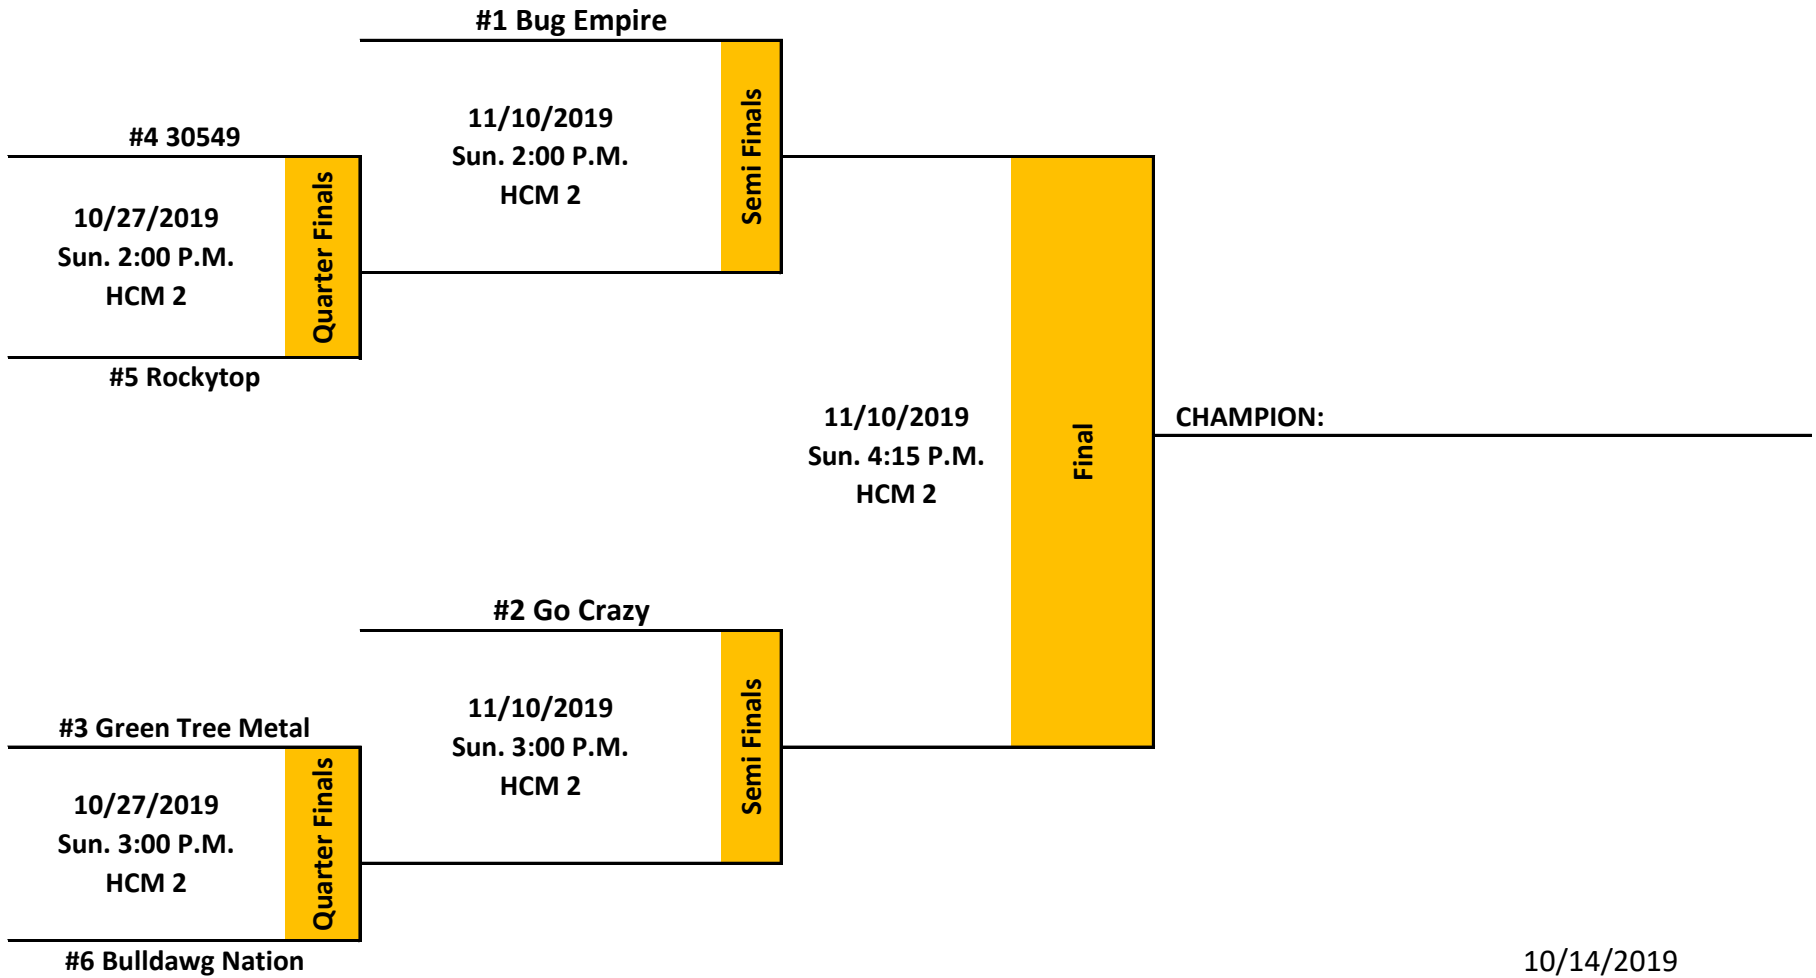 #1 Bug Empire
11/10/2019
Sun. 2:00 P.M.
HCM 2
Semi Finals
#4 30549
10/27/2019
Sun. 2:00 P.M.
HCM 2
Quarter Finals
#5 Rockytop
11/10/2019
Sun. 4:15 P.M.
HCM 2
Final
CHAMPION:
#2 Go Crazy
11/10/2019
Sun. 3:00 P.M.
HCM 2
Semi Finals
#3 Green Tree Metal
10/27/2019
Sun. 3:00 P.M.
HCM 2
Quarter Finals
#6 Bulldawg Nation
10/14/2019